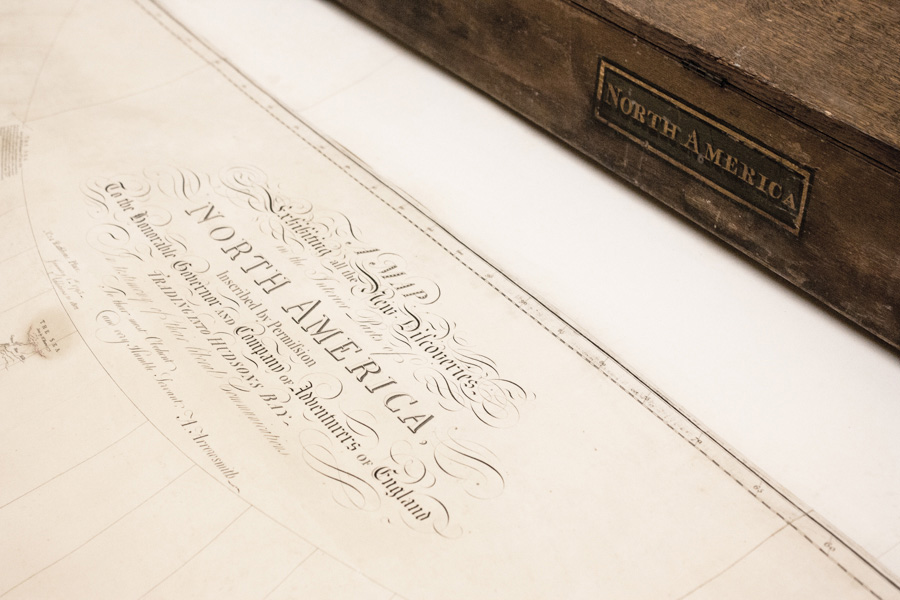 A MAP
Exhibiting all the New Discoveries
in the Interior Parts of
NORTH AMERICA,
Inscribed by Permission
To the Honorable Governor AND Company OF Adventurers OF England
TRADING INTO HUDSONS BAY
In testimony of their liberal Communications
To their most Obedient
and very Humble Servant
A. Arrowsmith
NORTH AMERICA